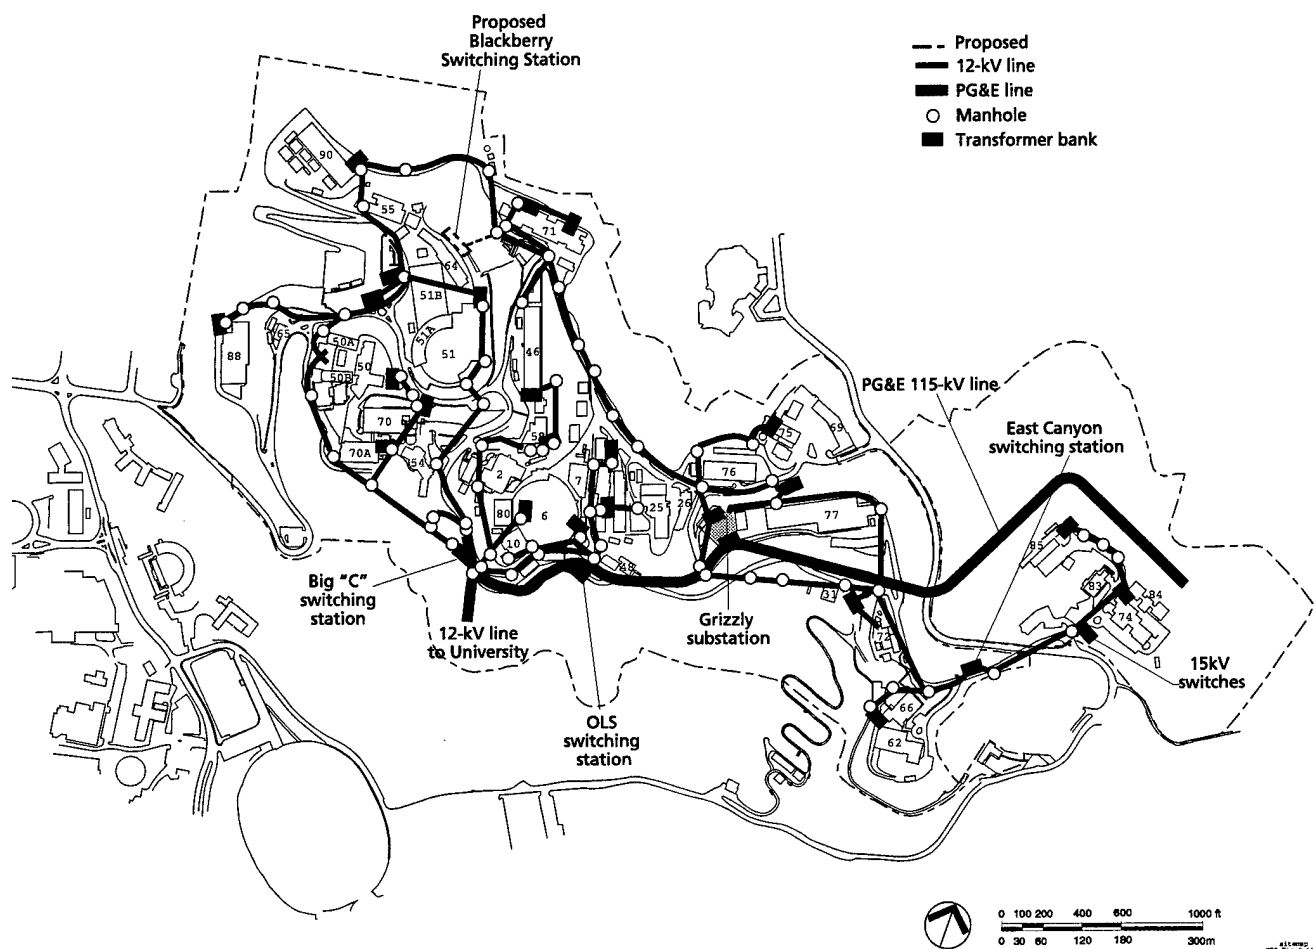 Proposed
Blackberry
Switching Station
Proposed
12-kV line
PG&E line
Manhole
Transformer bank
90
55
71
64
51B
51A
51
46
65
88
50A
50
50B
70
70A
54
58
2
7
80
6
10
25
26
48
75
69
76
77
PG&E 115-kV line
East Canyon
switching station
85
83
84
74
31
72
66
62
Big "C"
switching
station
12-kV line
to University
OLS
switching
station
Grizzly
substation
15kV
switches
0 100 200 400 600 1000 ft
0 30 60 120 180 300m